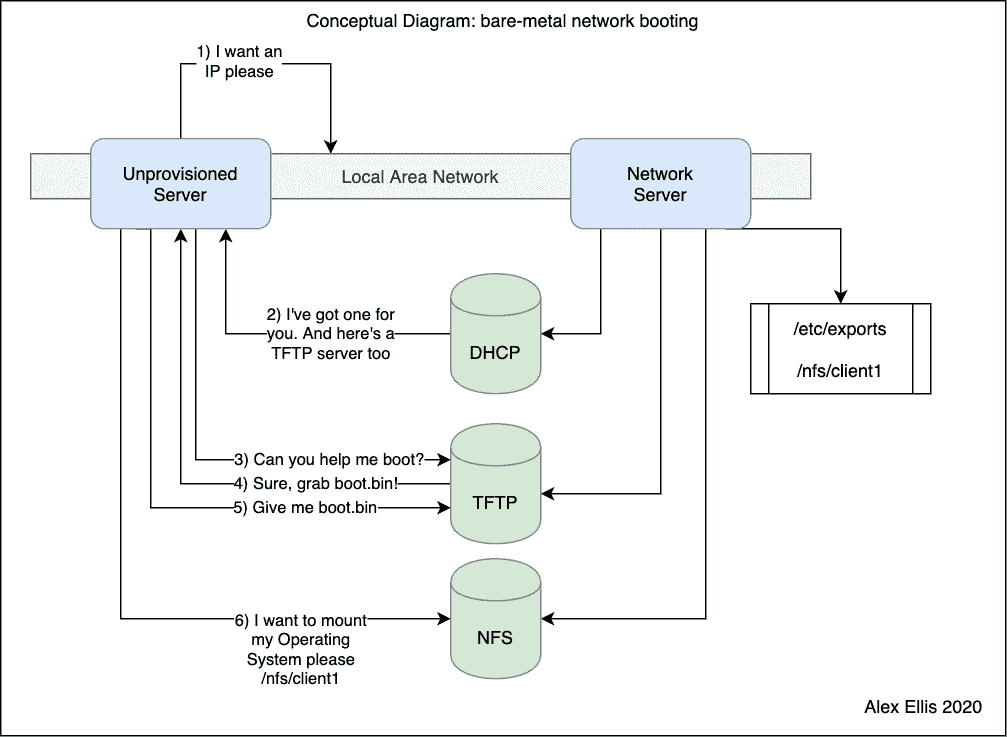 Conceptual Diagram: bare-metal network booting
1) I want an
IP please
Unprovisioned
Server
Local Area Network
Network
Server
2) I've got one for
you. And here's a
TFTP server too
DHCP
/etc/exports
/nfs/client1
3) Can you help me boot?
4) Sure, grab boot.bin!
5) Give me boot.bin
TFTP
6) I want to mount
my Operating
System please
/nfs/client1
NFS
Alex Ellis 2020